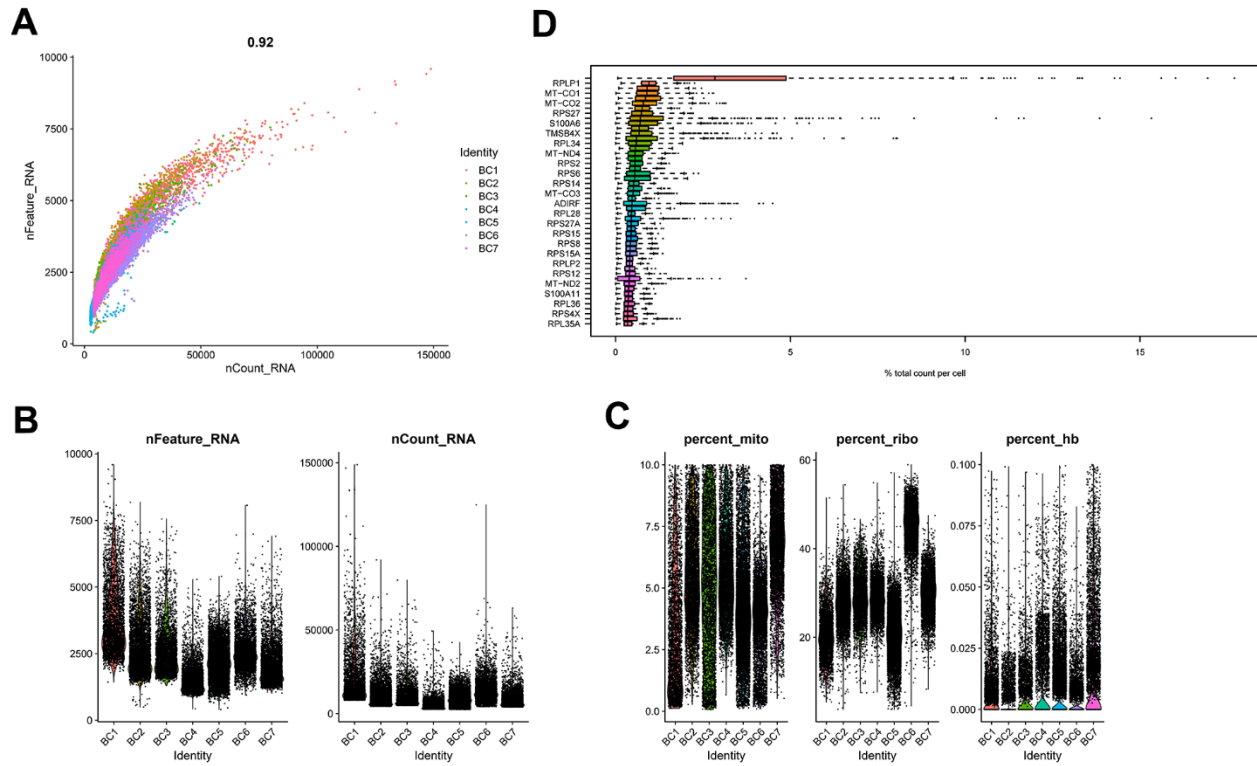 A
0.92
10000
7500
5000
2500
0
nFeature_RNA
0
50000
100000
150000
nCount_RNA
Identity
BC1
BC2
BC3
BC4
BC5
BC6
BC7
D
RPLP1
MT-CO1
MT-CO2
RPS27
S100A6
TMSB4X
RPL34
MT-ND4
RPS2
RPS6
RPS14
MT-CO3
ADIRF
RPL28
RPS27A
RPS15
RPS8
RPS15A
RPLP2
RPS12
MT-ND2
S100A11
RPL36
RPS4X
RPL35A
0
5
10
15
% total count per cell
B
nFeature_RNA
10000
7500
5000
2500
0
BC1
BC2
BC3
BC4
BC5
BC6
BC7
Identity
nCount_RNA
150000
100000
50000
0
BC1
BC2
BC3
BC4
BC5
BC6
BC7
Identity
C
percent_mito
10.0
7.5
5.0
2.5
0.0
BC1
BC2
BC3
BC4
BC5
BC6
BC7
Identity
percent_ribo
60
40
20
BC1
BC2
BC3
BC4
BC5
BC6
BC7
Identity
percent_hb
0.100
0.075
0.050
0.025
0.000
BC1
BC2
BC3
BC4
BC5
BC6
BC7
Identity